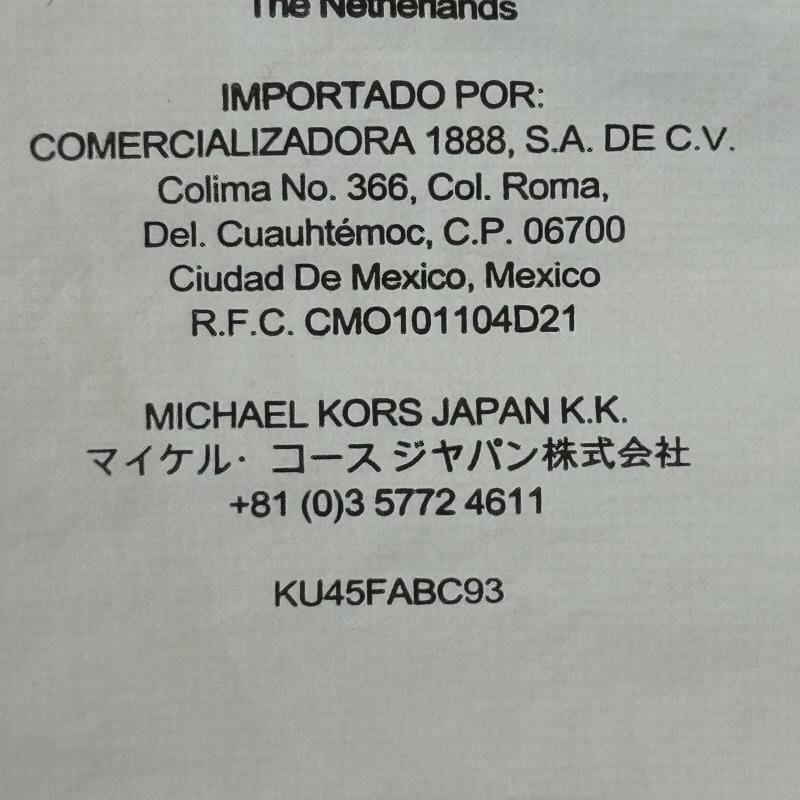 The Netherlands
IMPORTADO POR:
COMERCIALIZADORA 1888, S.A. DE C.V.
Colima No. 366, Col. Roma,
Del. Cuauhtémoc, C.P. 06700
Ciudad De Mexico, Mexico
R.F.C. CMO101104D21
MICHAEL KORS JAPAN K.K.
マイケル・ コース ジャパン株式会社
+81 (0)3 5772 4611
KU45FABC93